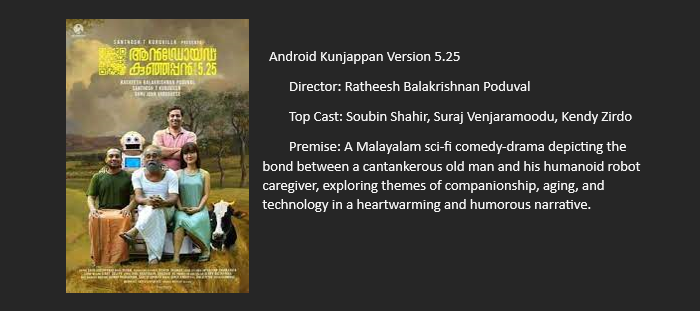 SANTHOSH T KURUVILLA PRESENTS
ആൻഡ്രോയ്ഡ്
കുഞ്ഞപ്പൻ 5.25
RATHEESH BALAKRISHNAN PODUVAL
SANTHOSH T KURUVILLA
Android Kunjappan Version 5.25
Director: Ratheesh Balakrishnan Poduval
Top Cast: Soubin Shahir, Suraj Venjaramoodu, Kendy Zirdo
Premise: A Malayalam sci-fi comedy-drama depicting the
bond between a cantankerous old man and his humanoid robot
caregiver, exploring themes of companionship, aging, and
technology in a heartwarming and humorous narrative.